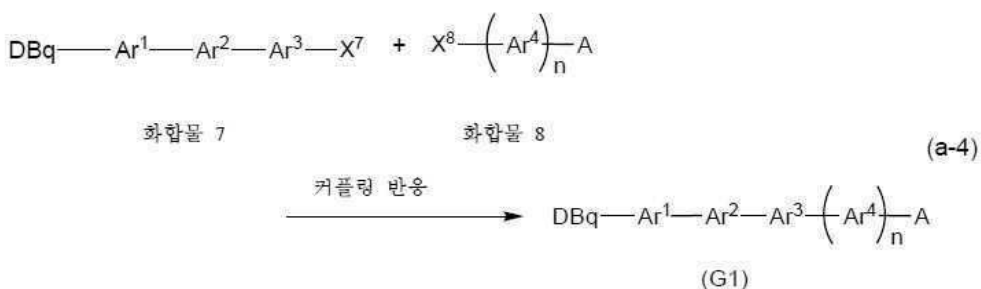 DBq—Ar¹—Ar²—Ar³—X⁷ + X⁸—(Ar⁴)n—A
화합물 7 화합물 8
(a-4)
커플링 반응
DBq—Ar¹—Ar²—Ar³—(Ar⁴)n—A
(G1)